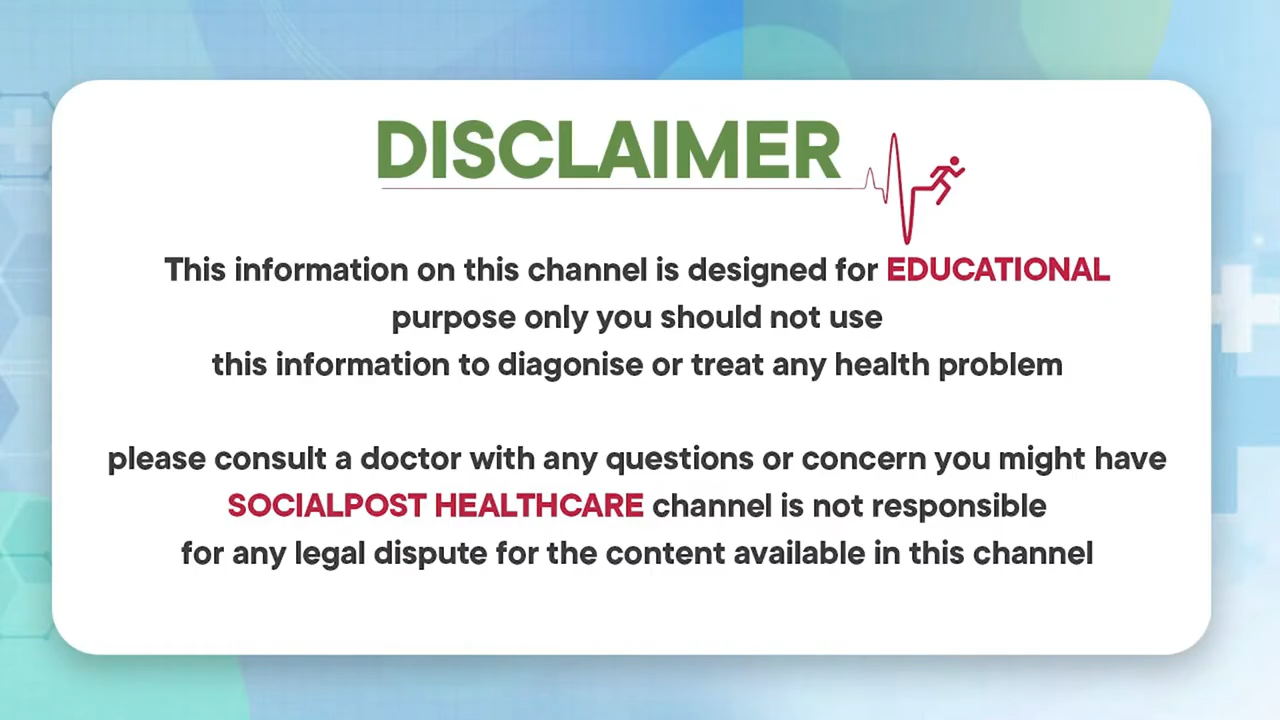 DISCLAIMER
This information on this channel is designed for EDUCATIONAL
purpose only you should not use
this information to diagonise or treat any health problem
please consult a doctor with any questions or concern you might have
SOCIALPOST HEALTHCARE channel is not responsible
for any legal dispute for the content available in this channel